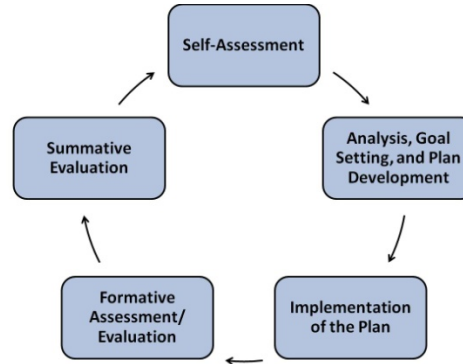 Self-Assessment
Analysis, Goal
Setting, and Plan
Development
Implementation
of the Plan
Formative
Assessment/
Evaluation
Summative
Evaluation